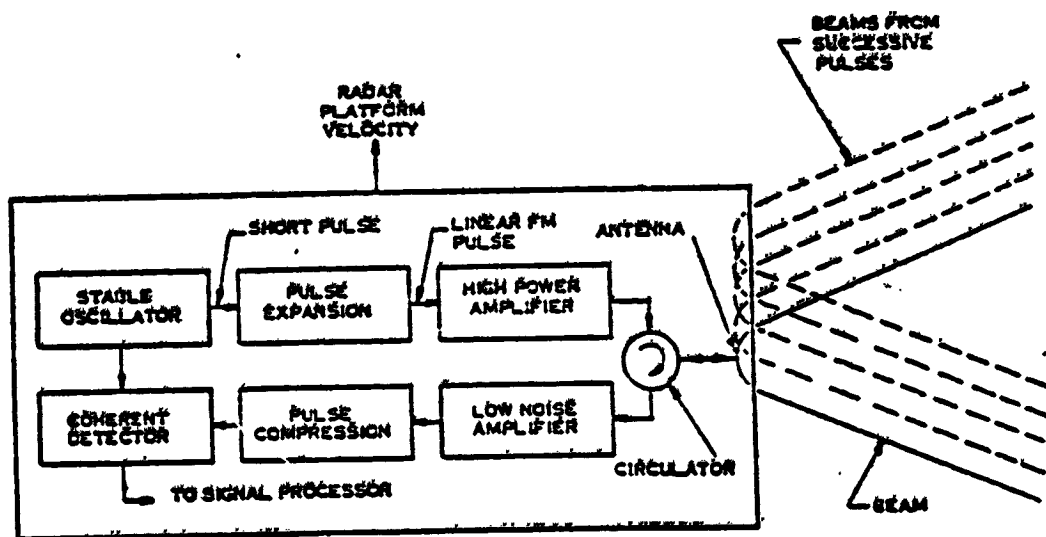 BEAMS FROM
SUCCESSIVE
PULSES
RADAR
PLATFORM
VELOCITY
SHORT PULSE
LINEAR FM
PULSE
ANTENNA
STABLE
OSCILLATOR
PULSE
EXPANSION
HIGH POWER
AMPLIFIER
COHERENT
DETECTOR
PULSE
COMPRESSION
LOW NOISE
AMPLIFIER
CIRCULATOR
TO SIGNAL PROCESSOR
BEAM